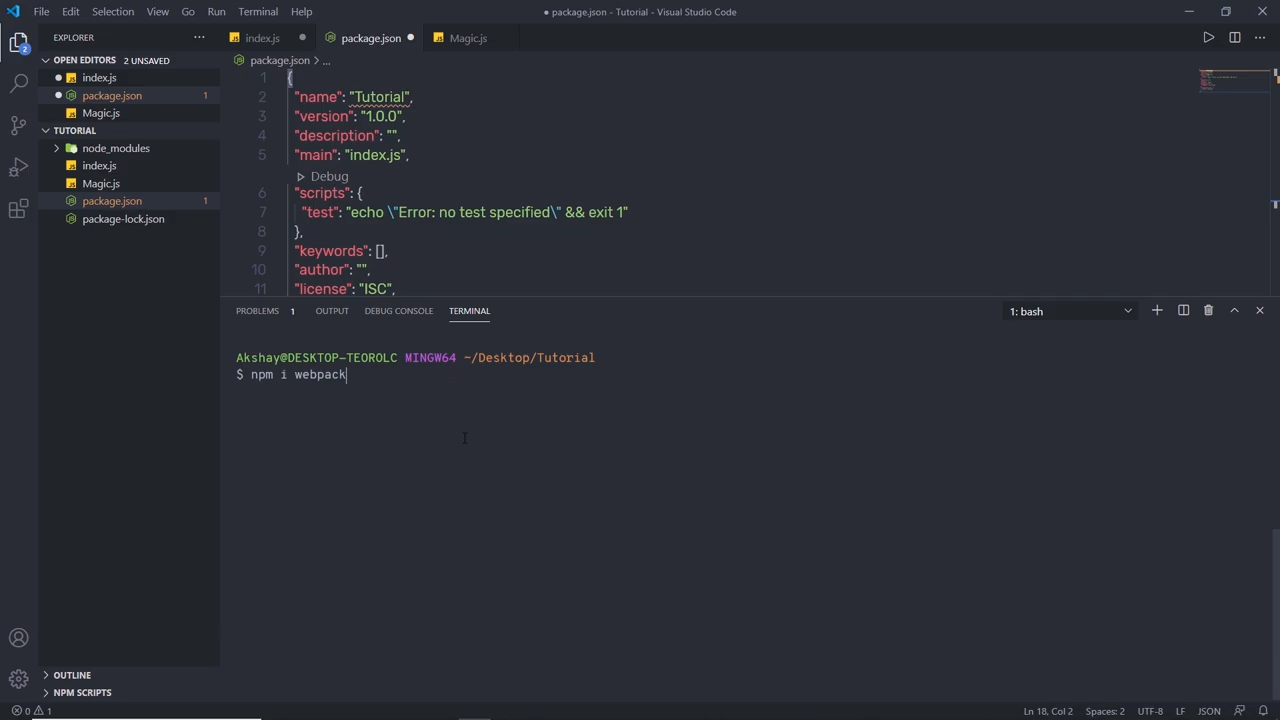 File Edit Selection View Go Run Terminal Help
● package.json - Tutorial - Visual Studio Code
EXPLORER
index.js
package.json
Magic.js
OPEN EDITORS 2 UNSAVED
index.js
package.json 1
Magic.js
TUTORIAL
node_modules
index.js
Magic.js
package.json 1
package-lock.json
2
package.json > ...
1 {
2 "name": "Tutorial",
3 "version": "1.0.0",
4 "description": "",
5 "main": "index.js",
Debug
6 "scripts": {
7 "test": "echo \"Error: no test specified\" && exit 1"
8 },
9 "keywords": [],
10 "author": "",
11 "license": "ISC",
PROBLEMS 1 OUTPUT DEBUG CONSOLE TERMINAL
1: bash
Akshay@DESKTOP-TEOROLC MINGW64 ~/Desktop/Tutorial
$ npm i webpack
OUTLINE
NPM SCRIPTS
0 1
Ln 18, Col 2 Spaces: 2 UTF-8 LF JSON